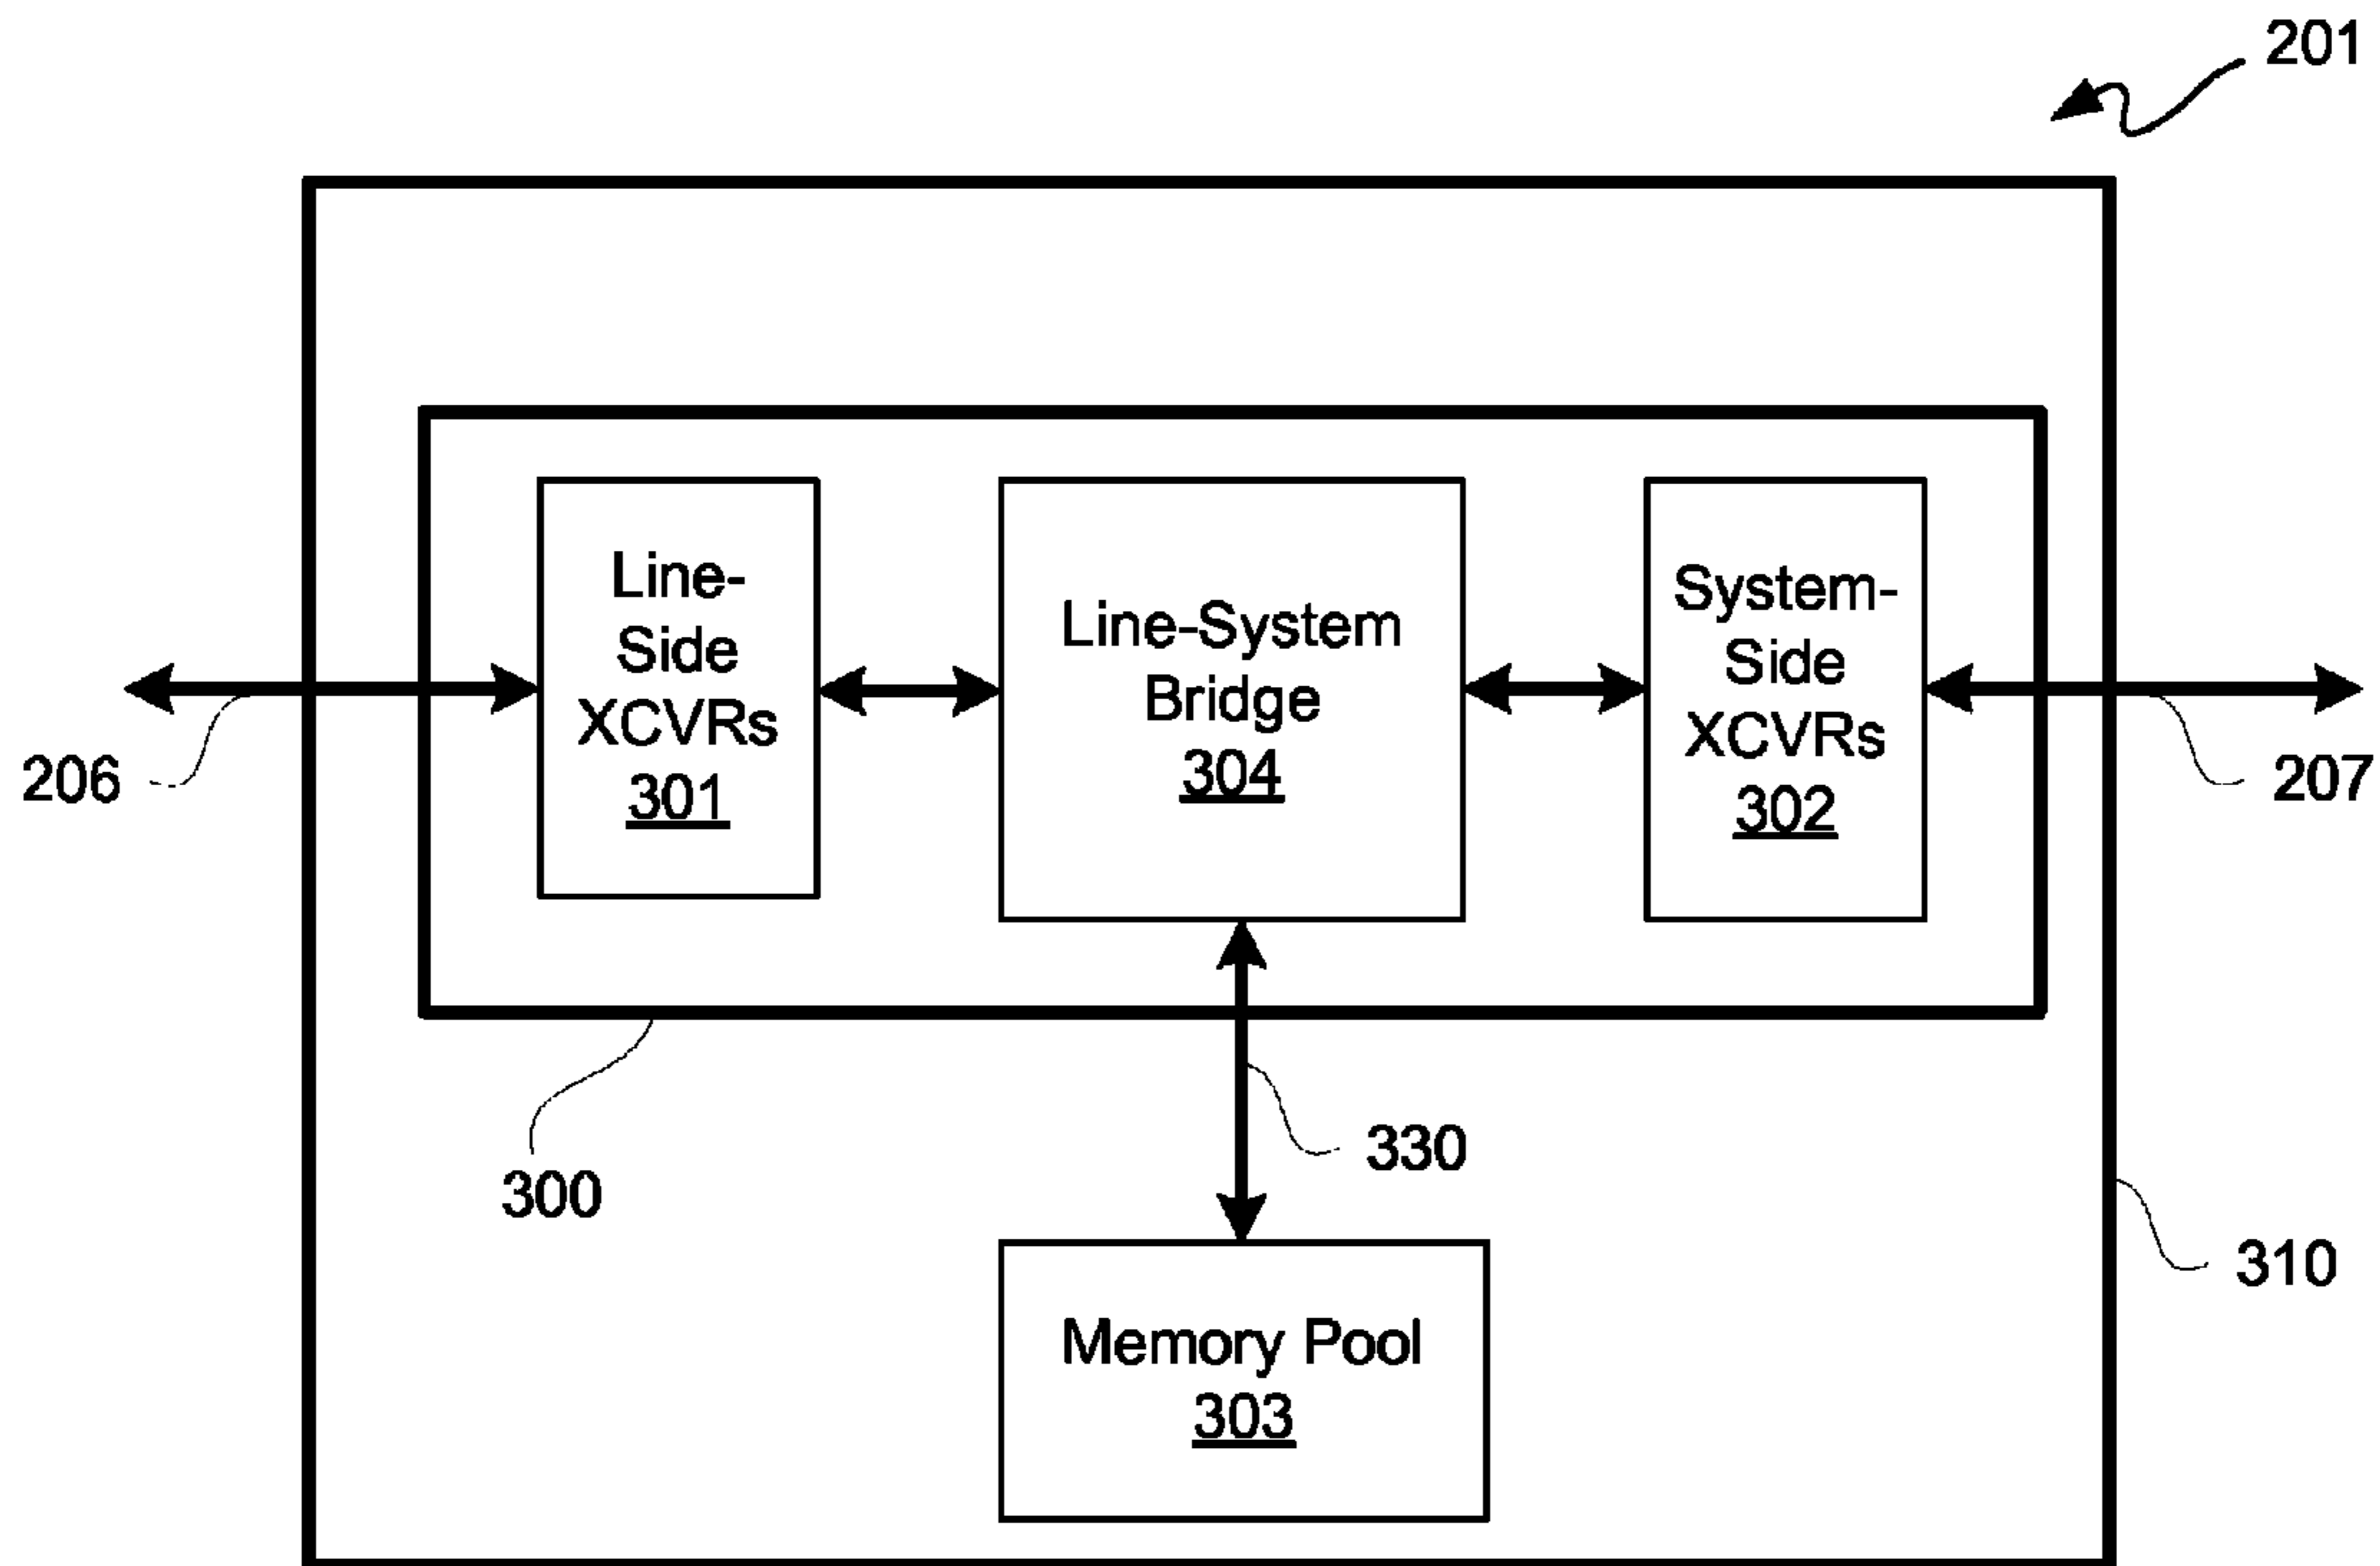 201
Line-
Side
XCVRs
301
Line-System
Bridge
304
System-
Side
XCVRs
302
206
207
300
330
310
Memory Pool
303